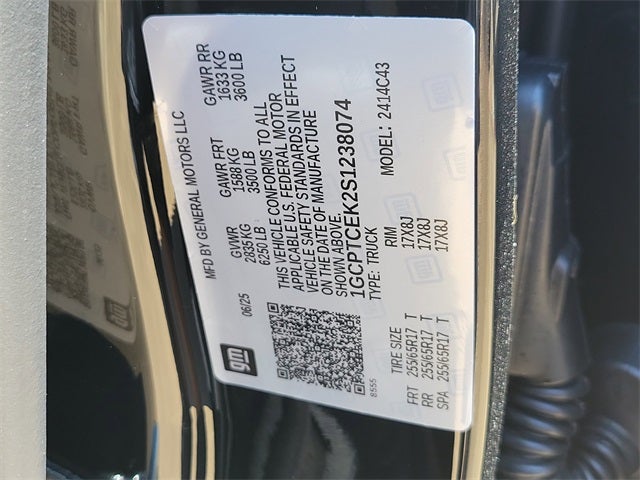 gm
MFD BY GENERAL MOTORS LLC
06/25 GVWR GAWR FRT GAWR RR
2835 KG 1588 KG 1633 KG
6250 LB 3500 LB 3600 LB
THIS VEHICLE CONFORMS TO ALL
APPLICABLE U.S. FEDERAL MOTOR
VEHICLE SAFETY STANDARDS IN EFFECT
ON THE DATE OF MANUFACTURE
SHOWN ABOVE.
1GCPTCEK2S1238074
TYPE: TRUCK MODEL: 2414C43
8555
TIRE SIZE RIM
FRT 255/65R17 T 17X8J
RR 255/65R17 T 17X8J
SPA 255/65R17 T 17X8J